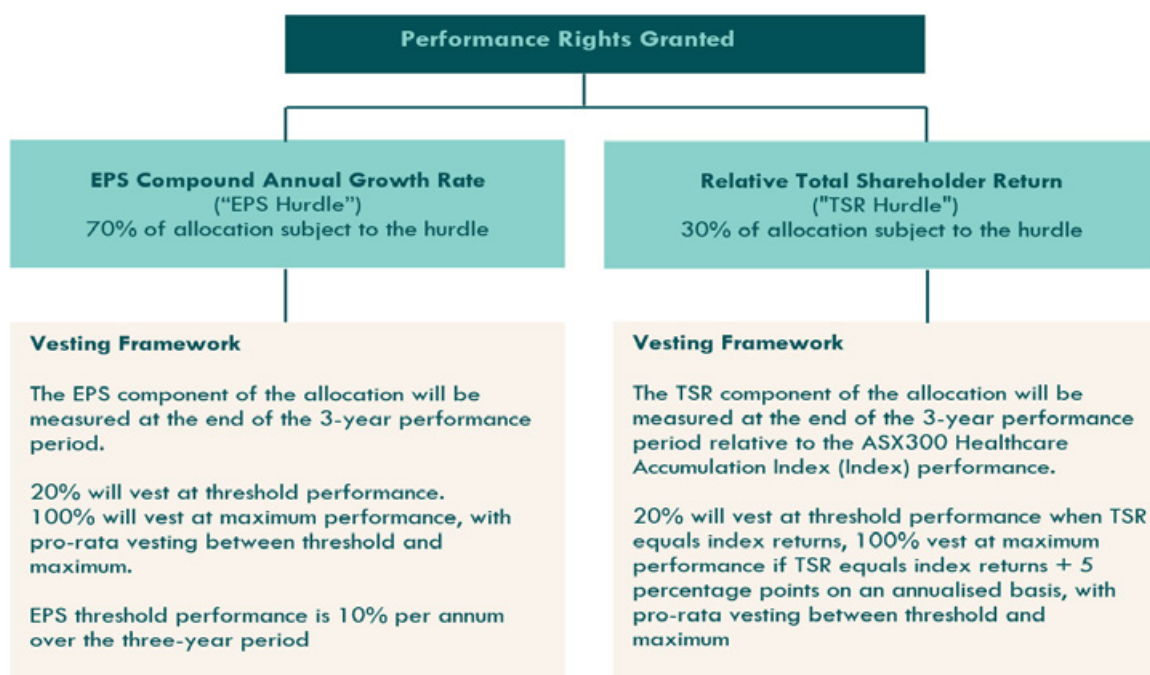 Performance Rights Granted
EPS Compound Annual Growth Rate
(“EPS Hurdle”)
70% of allocation subject to the hurdle
Relative Total Shareholder Return
("TSR Hurdle")
30% of allocation subject to the hurdle
Vesting Framework
The EPS component of the allocation will be
measured at the end of the 3-year performance
period.
20% will vest at threshold performance.
100% will vest at maximum performance, with
pro-rata vesting between threshold and
maximum.
EPS threshold performance is 10% per annum
over the three-year period
Vesting Framework
The TSR component of the allocation will be
measured at the end of the 3-year performance
period relative to the ASX300 Healthcare
Accumulation Index (Index) performance.
20% will vest at threshold performance when TSR
equals index returns, 100% vest at maximum
performance if TSR equals index returns + 5
percentage points on an annualised basis, with
pro-rata vesting between threshold and
maximum